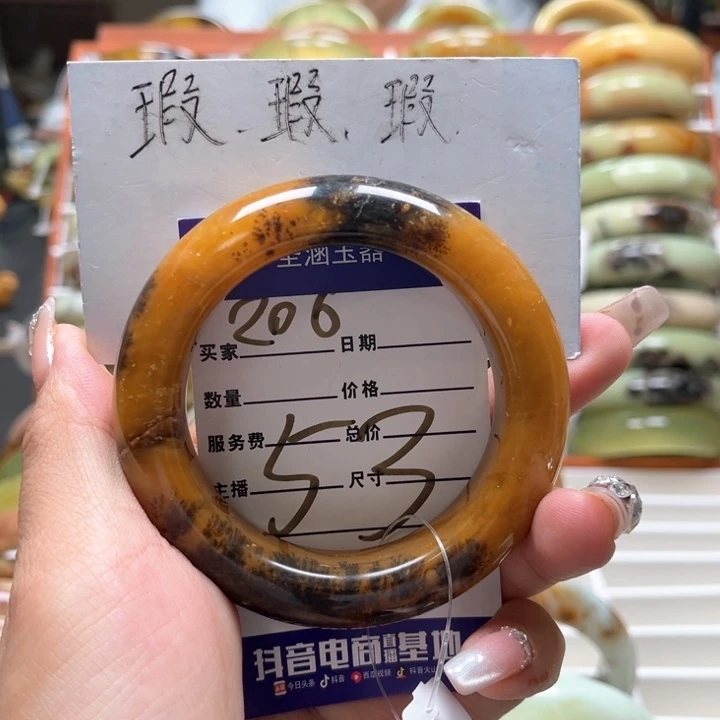 瑕.瑕.瑕.
圣涵玉器
206
买家 日期
数量 价格
服务费 总价
主播 尺寸
53
抖音电商直播基地
今日头条 抖音 西瓜视频 抖音火山